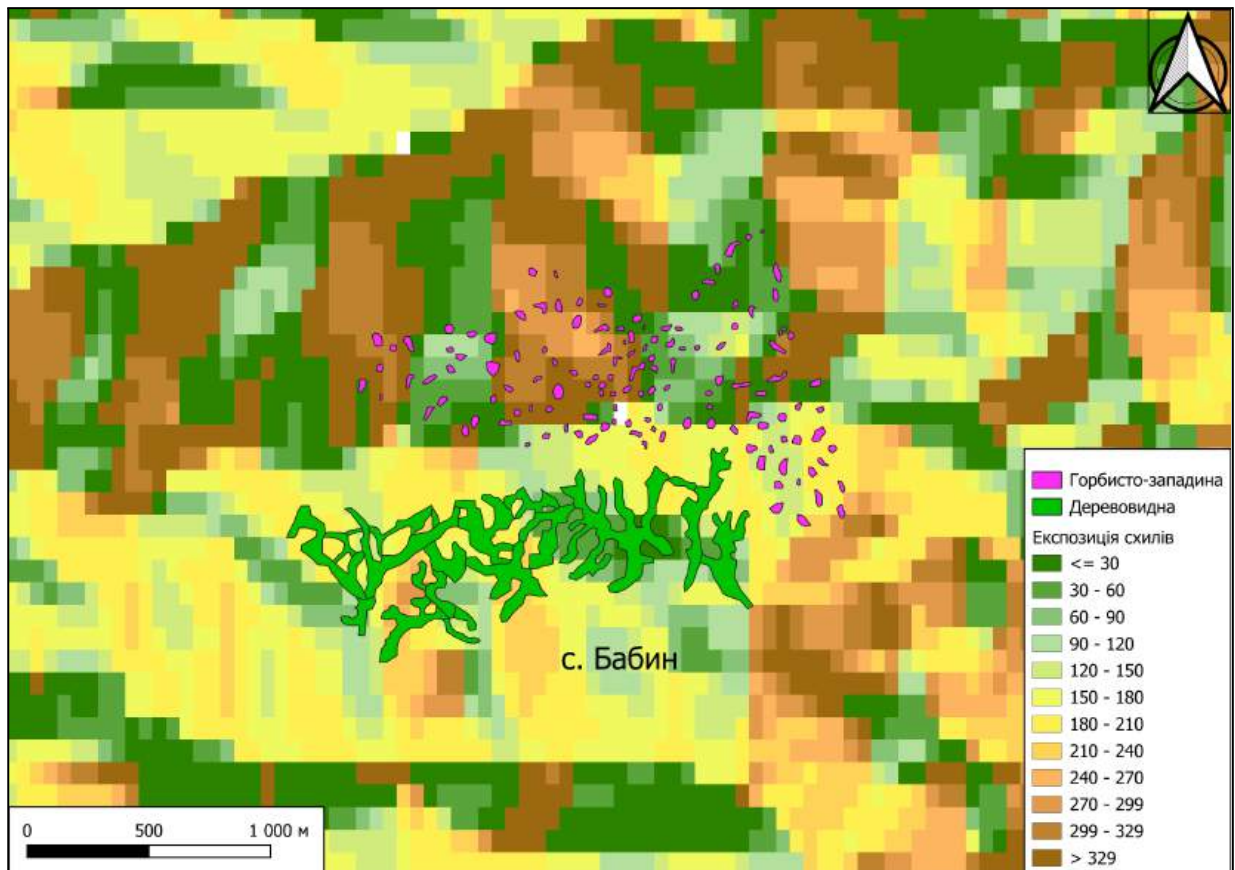 с. Бабин
Горбисто-западина
Деревовидна
Експозиція схилів
<= 30
30 - 60
60 - 90
90 - 120
120 - 150
150 - 180
180 - 210
210 - 240
240 - 270
270 - 299
299 - 329
> 329
0 500 1 000 м